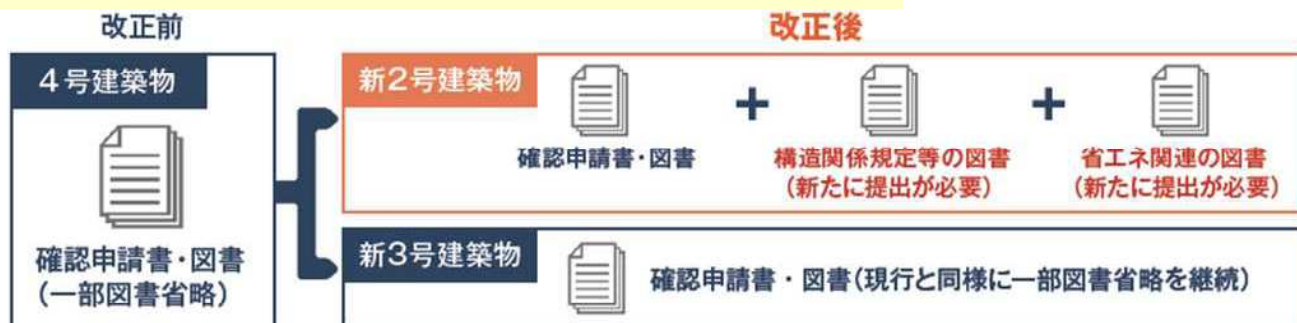 改正前
4号建築物
確認申請書・図書
(一部図書省略)
改正後
新2号建築物
確認申請書・図書
+
構造関係規定等の図書
(新たに提出が必要)
+
省エネ関連の図書
(新たに提出が必要)
新3号建築物
確認申請書・図書(現行と同様に一部図書省略を継続)